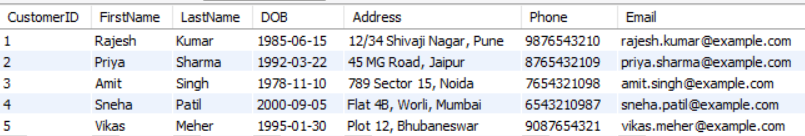 CustomerID FirstName LastName DOB Address Phone Email
1 Rajesh Kumar 1985-06-15 12/34 Shivaji Nagar, Pune 9876543210 rajesh.kumar@example.com
2 Priya Sharma 1992-03-22 45 MG Road, Jaipur 8765432109 priya.sharma@example.com
3 Amit Singh 1978-11-10 789 Sector 15, Noida 7654321098 amit.singh@example.com
4 Sneha Patil 2000-09-05 Flat 4B, Worli, Mumbai 6543210987 sneha.patil@example.com
5 Vikas Meher 1995-01-30 Plot 12, Bhubaneswar 9087654321 vikas.meher@example.com